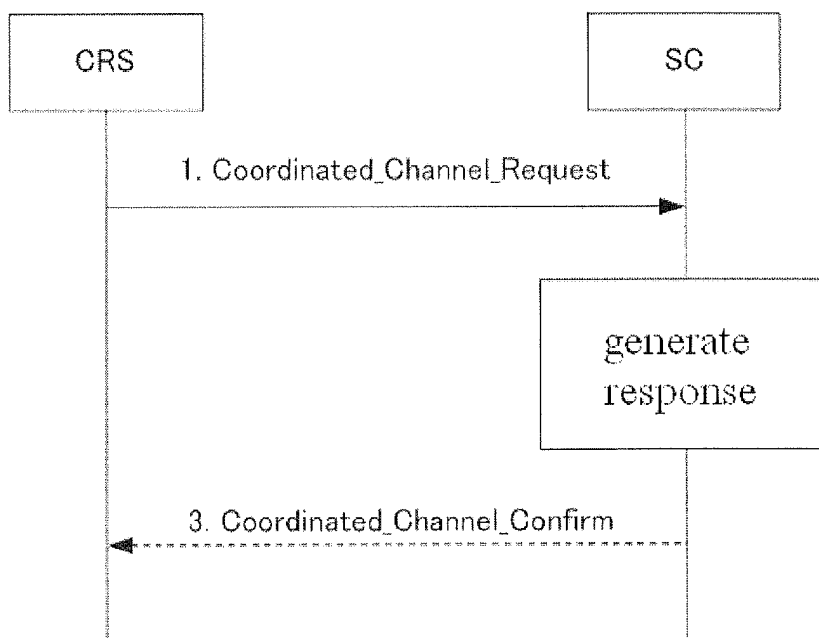 CRS
SC
1. Coordinated_Channel_Request
generate
response
3. Coordinated_Channel_Confirm